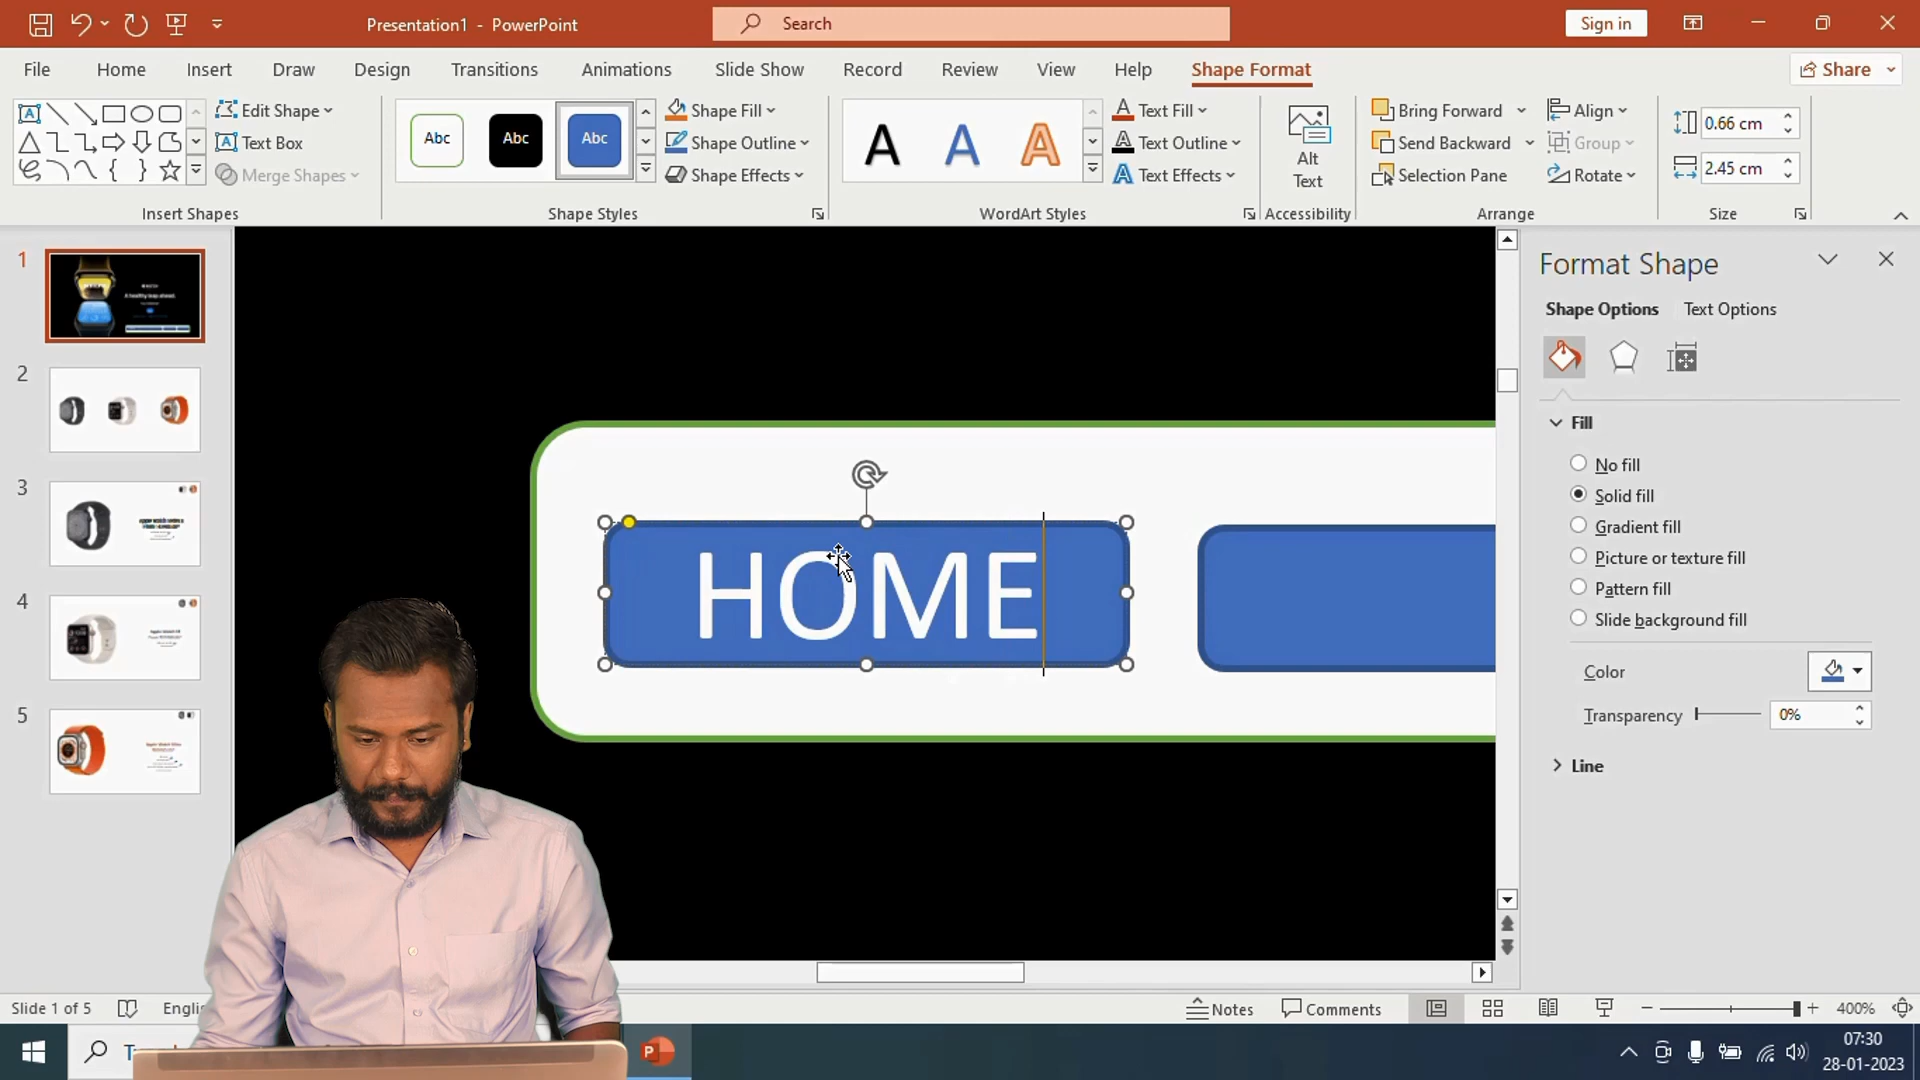 Presentation1 - PowerPoint
Search
Sign in
File
Home
Insert
Draw
Design
Transitions
Animations
Slide Show
Record
Review
View
Help
Shape Format
Share
Edit Shape
Text Box
Merge Shapes
Insert Shapes
Abc
Abc
Abc
Shape Fill
Shape Outline
Shape Effects
Shape Styles
A
A
A
Text Fill
Text Outline
Text Effects
WordArt Styles
Alt
Text
Accessibility
Bring Forward
Send Backward
Selection Pane
Align
Group
Rotate
Arrange
0.66 cm
2.45 cm
Size
1
2
3
4
5
A healthy leap ahead.
HOME
Format Shape
Shape Options
Text Options
Fill
No fill
Solid fill
Gradient fill
Picture or texture fill
Pattern fill
Slide background fill
Color
Transparency
0%
Line
Slide 1 of 5
Notes
Comments
400%
07:30
28-01-2023